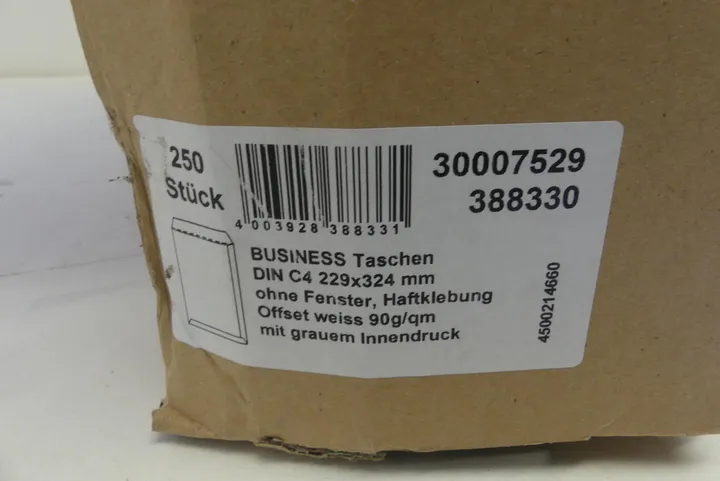 250
Stück
4 003928 388331
30007529
388330
BUSINESS Taschen
DIN C4 229x324 mm
ohne Fenster, Haftklebung
Offset weiss 90g/qm
mit grauem Innendruck
4500214660